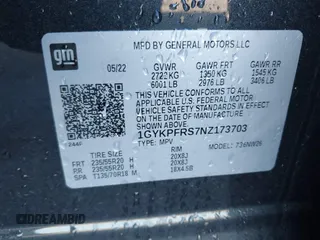 gm
MFD BY GENERAL MOTORS LLC
05/22 GVWR GAWR FRT GAWR RR
2722 KG 1350 KG 1545 KG
6001 LB 2976 LB 3406 LB
THIS VEHICLE CONFORMS TO ALL APPLICABLE
U.S. FEDERAL MOTOR VEHICLE SAFETY
STANDARDS IN EFFECT ON THE DATE OF
MANUFACTURE SHOWN ABOVE.
1GYKPFRS7NZ173703
TYPE: MPV MODEL:
TIRE SIZE RIM
FRT 235/55R20 H 20X8J
RR 235/55R20 H 20X8J
SPA T135/70R18 M 18X4.5B
STATBID.COM